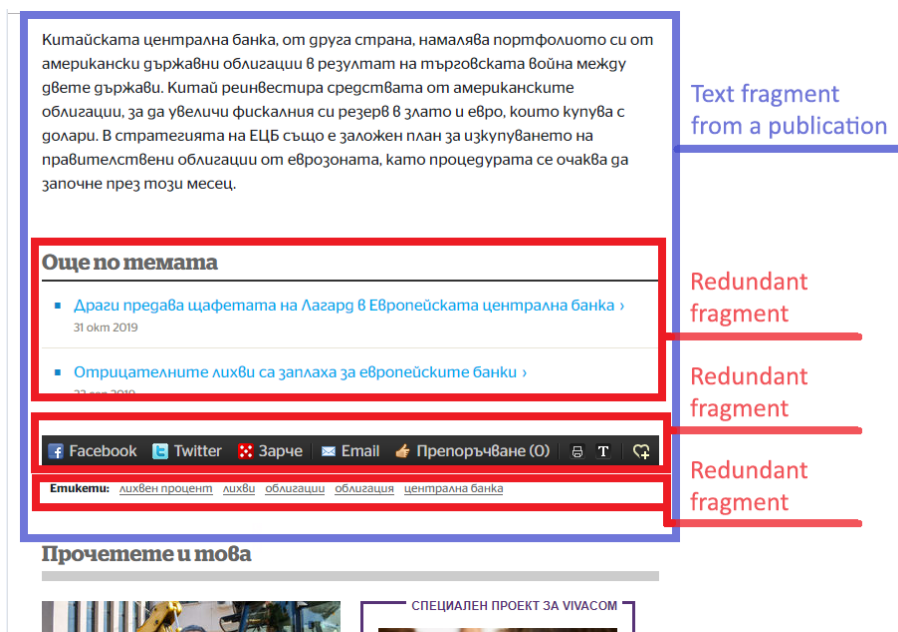 Китайската централна банка, от друга страна, намалява портфолиото си от
американски държавни облигации в резултат на търговската война между
двете държави. Китай реинвестира средствата от американските
облигации, за да увеличи фискалния си резерв в злато и евро, които купува с
долари. В стратегията на ЕЦБ също е заложен план за изкупуването на
правителствени облигации от еврозоната, като процедурата се очаква да
започне през този месец.
Text fragment
from a publication
Още по темата
Драги предава щафетата на Лагард в Европейската централна банка ›
31 окт 2019
Redundant
fragment
Отрицателните лихви са заплаха за европейските банки ›
Redundant
fragment
Facebook Twitter Зарче Email Препоръчване (0) T
Етикети: лихвен процент лихви облигации облигация централна банка
Redundant
fragment
Прочетете и това
СПЕЦИАЛЕН ПРОЕКТ ЗА VIVACOM